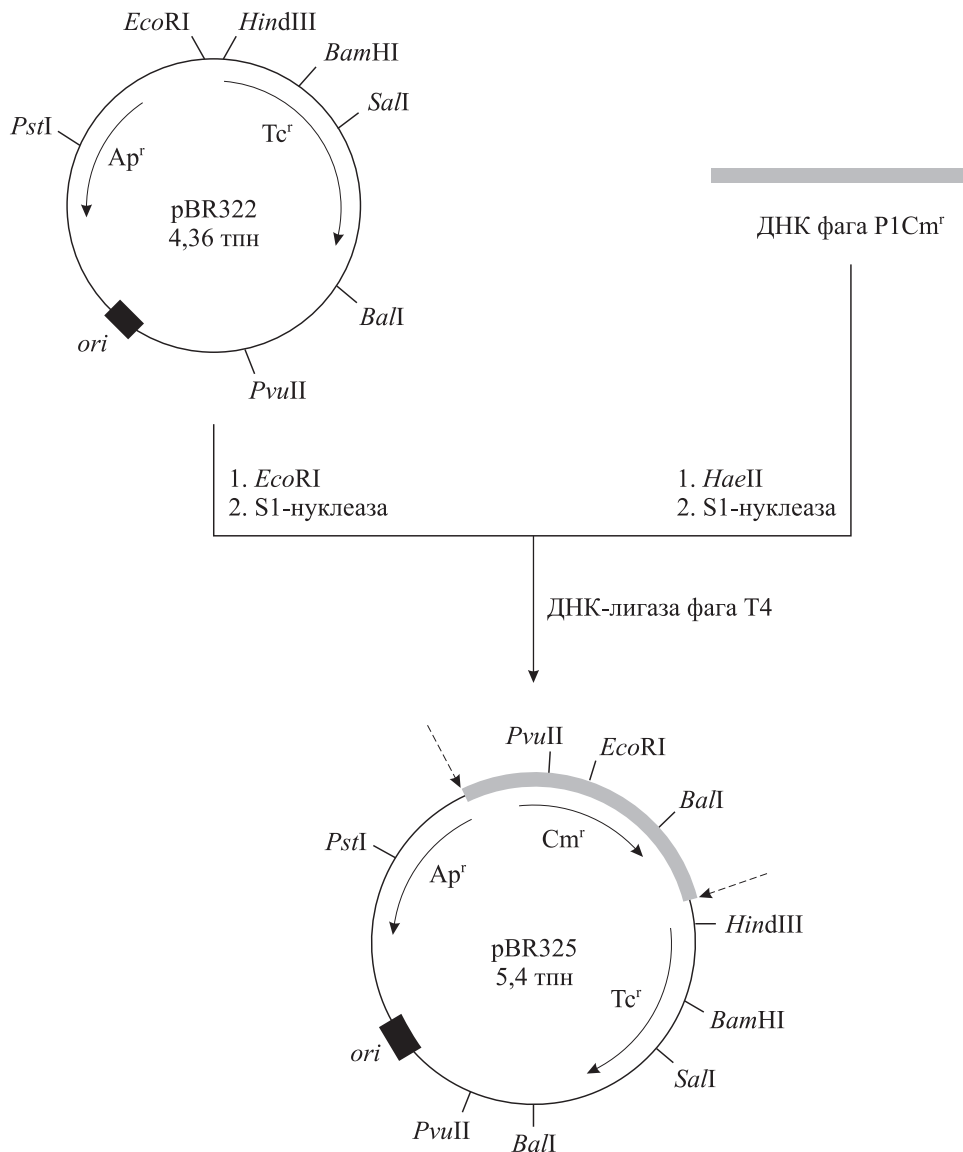 EcoRI
HindIII
BamHI
SalI
PstI
Apʳ
Tcʳ
pBR322
4,36 тпн
BalI
ori
PvuII
ДНК фага P1Cmʳ
1. EcoRI
2. S1-нуклеаза
1. HaeII
2. S1-нуклеаза
ДНК-лигаза фага T4
PvuII
EcoRI
BalI
PstI
Cmʳ
Apʳ
HindIII
pBR325
5,4 тпн
Tcʳ
BamHI
ori
SalI
PvuII
BalI